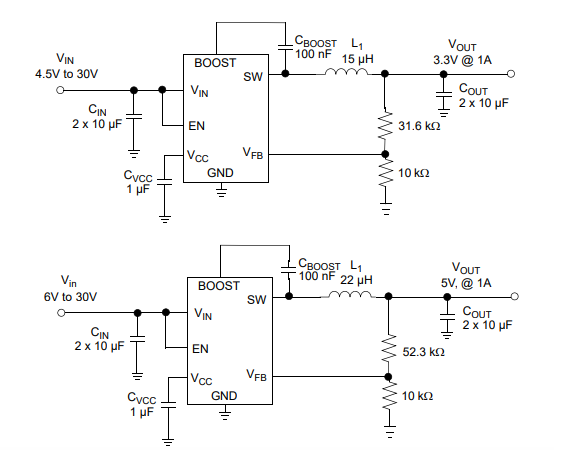 CBOOST
100 nF
L1
15 µH
VOUT
3.3V @ 1A
VIN
4.5V to 30V
BOOST
SW
VIN
COUT
2 x 10 µF
CIN
2 x 10 µF
EN
31.6 kΩ
VCC
VFB
GND
10 kΩ
CVCC
1 µF
CBOOST
100 nF
L1
22 µH
VOUT
5V, @ 1A
Vin
6V to 30V
BOOST
SW
VIN
COUT
2 x 10 µF
CIN
2 x 10 µF
EN
52.3 kΩ
VCC
VFB
GND
10 kΩ
CVCC
1 µF